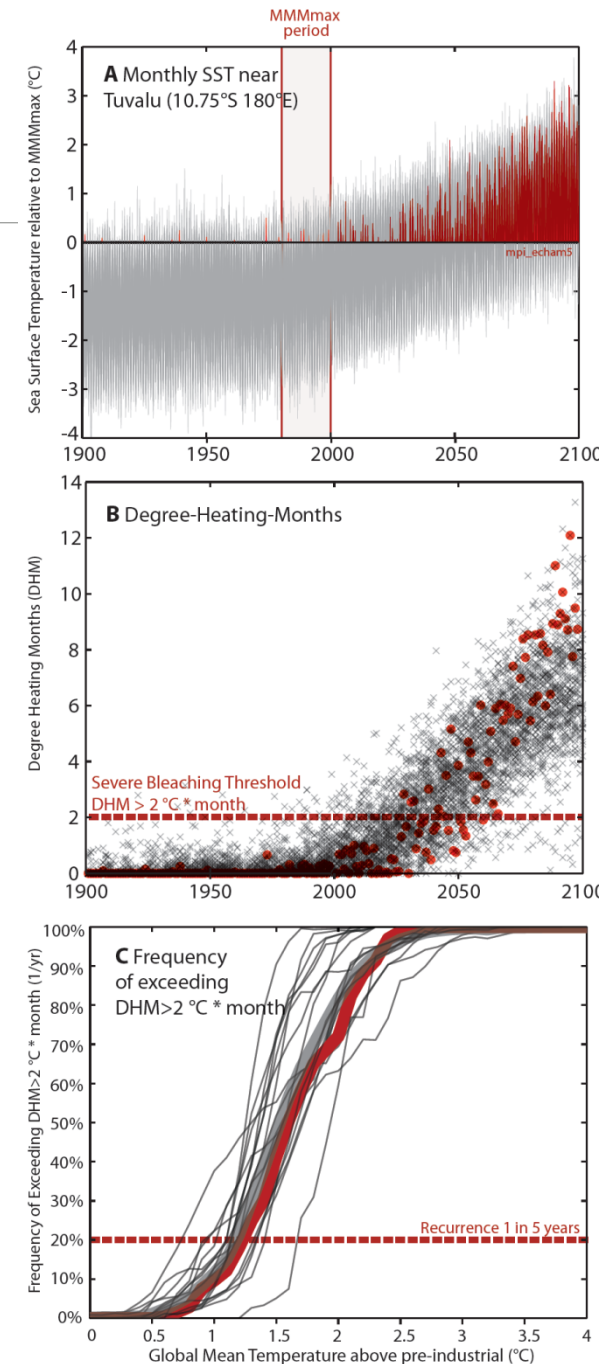 MMMmax
period
A Monthly SST near
Tuvalu (10.75°S 180°E)
Sea Surface Temperature relative to MMMmax (°C)
4
3
2
1
0
-1
-2
-3
-4
mpi_echam5
1900
1950
2000
2050
2100
B Degree-Heating-Months
Degree Heating Months (DHM)
14
12
10
8
6
4
2
0
Severe Bleaching Threshold
DHM > 2 °C * month
1900
1950
2000
2050
2100
C Frequency
of exceeding
DHM>2 °C * month
Frequency of Exceeding DHM>2 °C * month (1/yr)
100%
90%
80%
70%
60%
50%
40%
30%
20%
10%
0%
Recurrence 1 in 5 years
0
0.5
1
1.5
2
2.5
3
3.5
4
Global Mean Temperature above pre-industrial (°C)